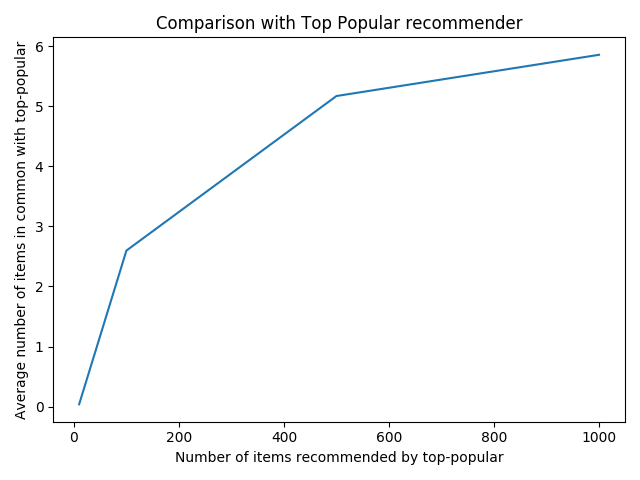 Comparison with Top Popular recommender
Average number of items in common with top-popular
6
5
4
3
2
1
0
0 200 400 600 800 1000
Number of items recommended by top-popular